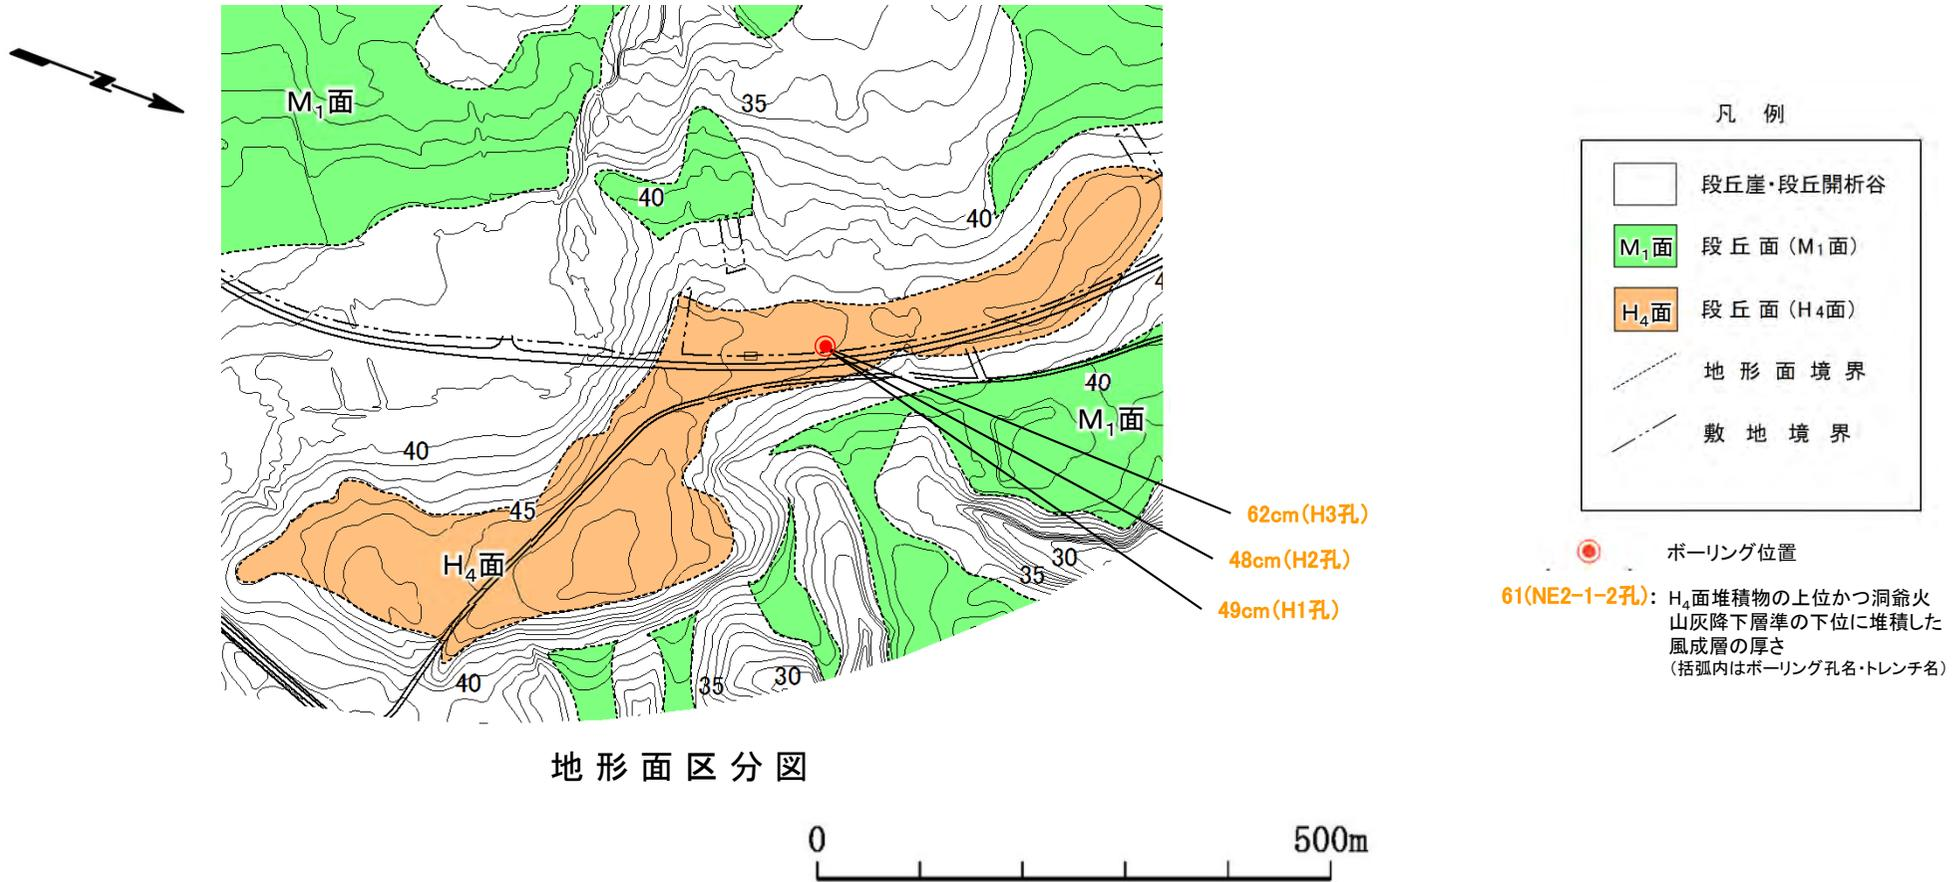 M₁面
35
40
40
40
M₁面
40
45
H₄面
30
35
40
35
30
4
62cm(H3孔)
48cm(H2孔)
49cm(H1孔)
地形面区分図
0 500m
凡 例
段丘崖・段丘開析谷
M₁面 段丘面(M₁面)
H₄面 段丘面(H₄面)
地形面境界
敷地境界
ボーリング位置
61(NE2-1-2孔): H₄面堆積物の上位かつ洞爺火
山灰降下層準の下位に堆積した
風成層の厚さ
(括弧内はボーリング孔名・トレンチ名)